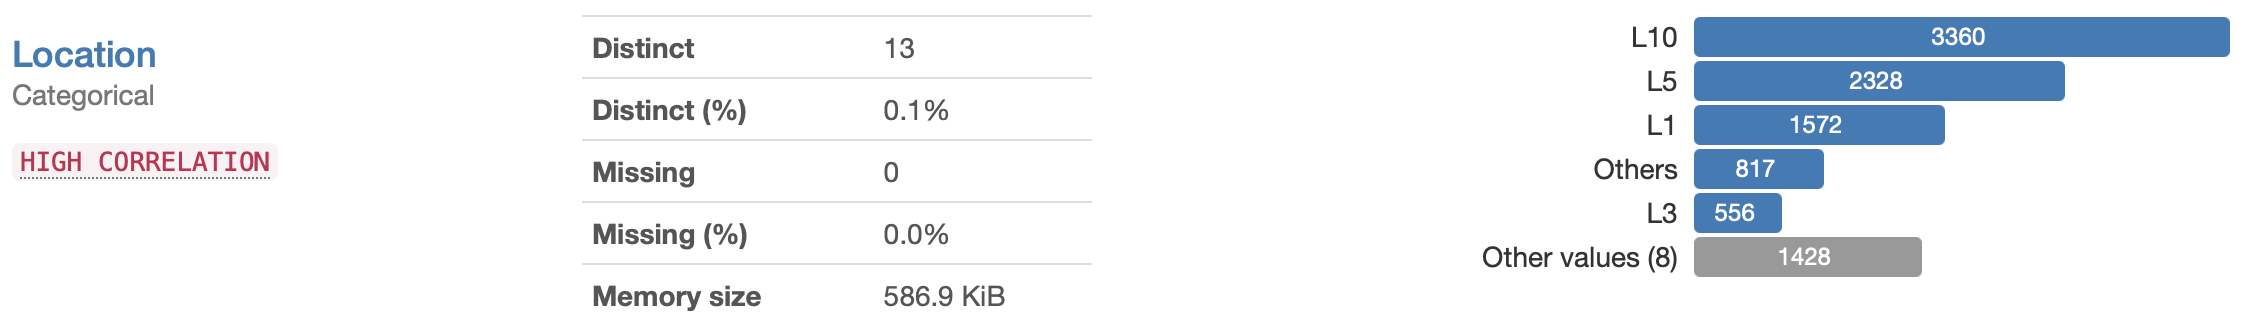 Location
Categorical
HIGH CORRELATION
Distinct 13
Distinct (%) 0.1%
Missing 0
Missing (%) 0.0%
Memory size 586.9 KiB
L10 3360
L5 2328
L1 1572
Others 817
L3 556
Other values (8) 1428